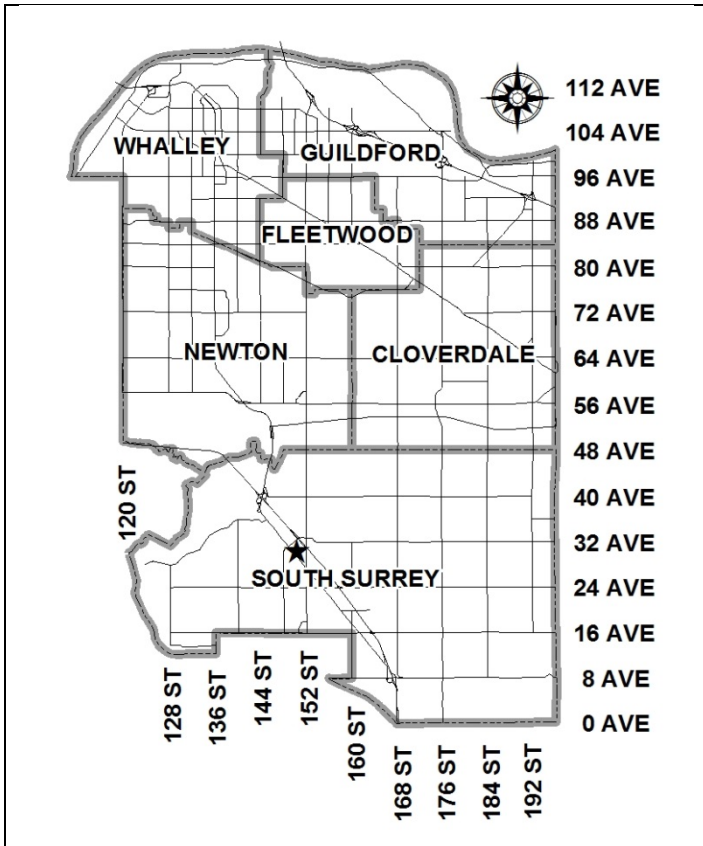 112 AVE
104 AVE
WHALLEY
GUILDFORD
96 AVE
88 AVE
FLEETWOOD
80 AVE
72 AVE
NEWTON
CLOVERDALE
64 AVE
56 AVE
48 AVE
40 AVE
120 ST
32 AVE
SOUTH SURREY
24 AVE
16 AVE
8 AVE
0 AVE
128 ST
136 ST
144 ST
152 ST
160 ST
168 ST
176 ST
184 ST
192 ST